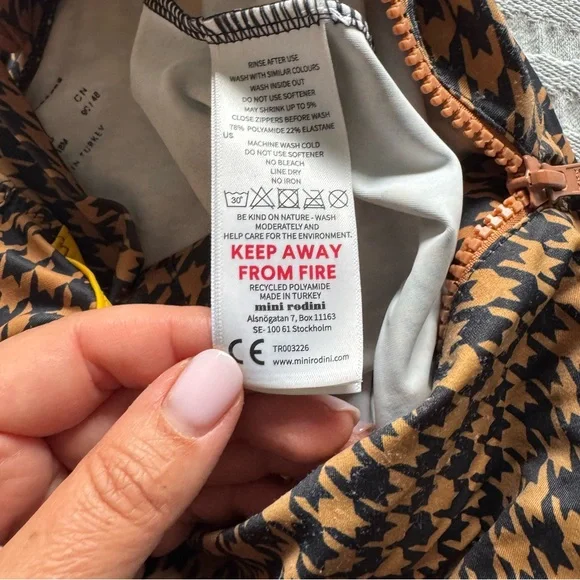 RINSE AFTER USE
WASH WITH SIMILAR COLOURS
WASH INSIDE OUT
DO NOT USE SOFTENER
MAY SHRINK UP TO 5%
CLOSE ZIPPERS BEFORE WASH
78% POLYAMIDE 22% ELASTANE
US
MACHINE WASH COLD
DO NOT USE SOFTENER
NO BLEACH
LINE DRY
NO IRON
30°
BE KIND ON NATURE - WASH
MODERATELY AND
HELP CARE FOR THE ENVIRONMENT.
KEEP AWAY
FROM FIRE
RECYCLED POLYAMIDE
MADE IN TURKEY
mini rodini
Alsnögatan 7, Box 11163
SE- 100 61 Stockholm
CE
TR003226
www.minirodini.com
CN
TURKEY